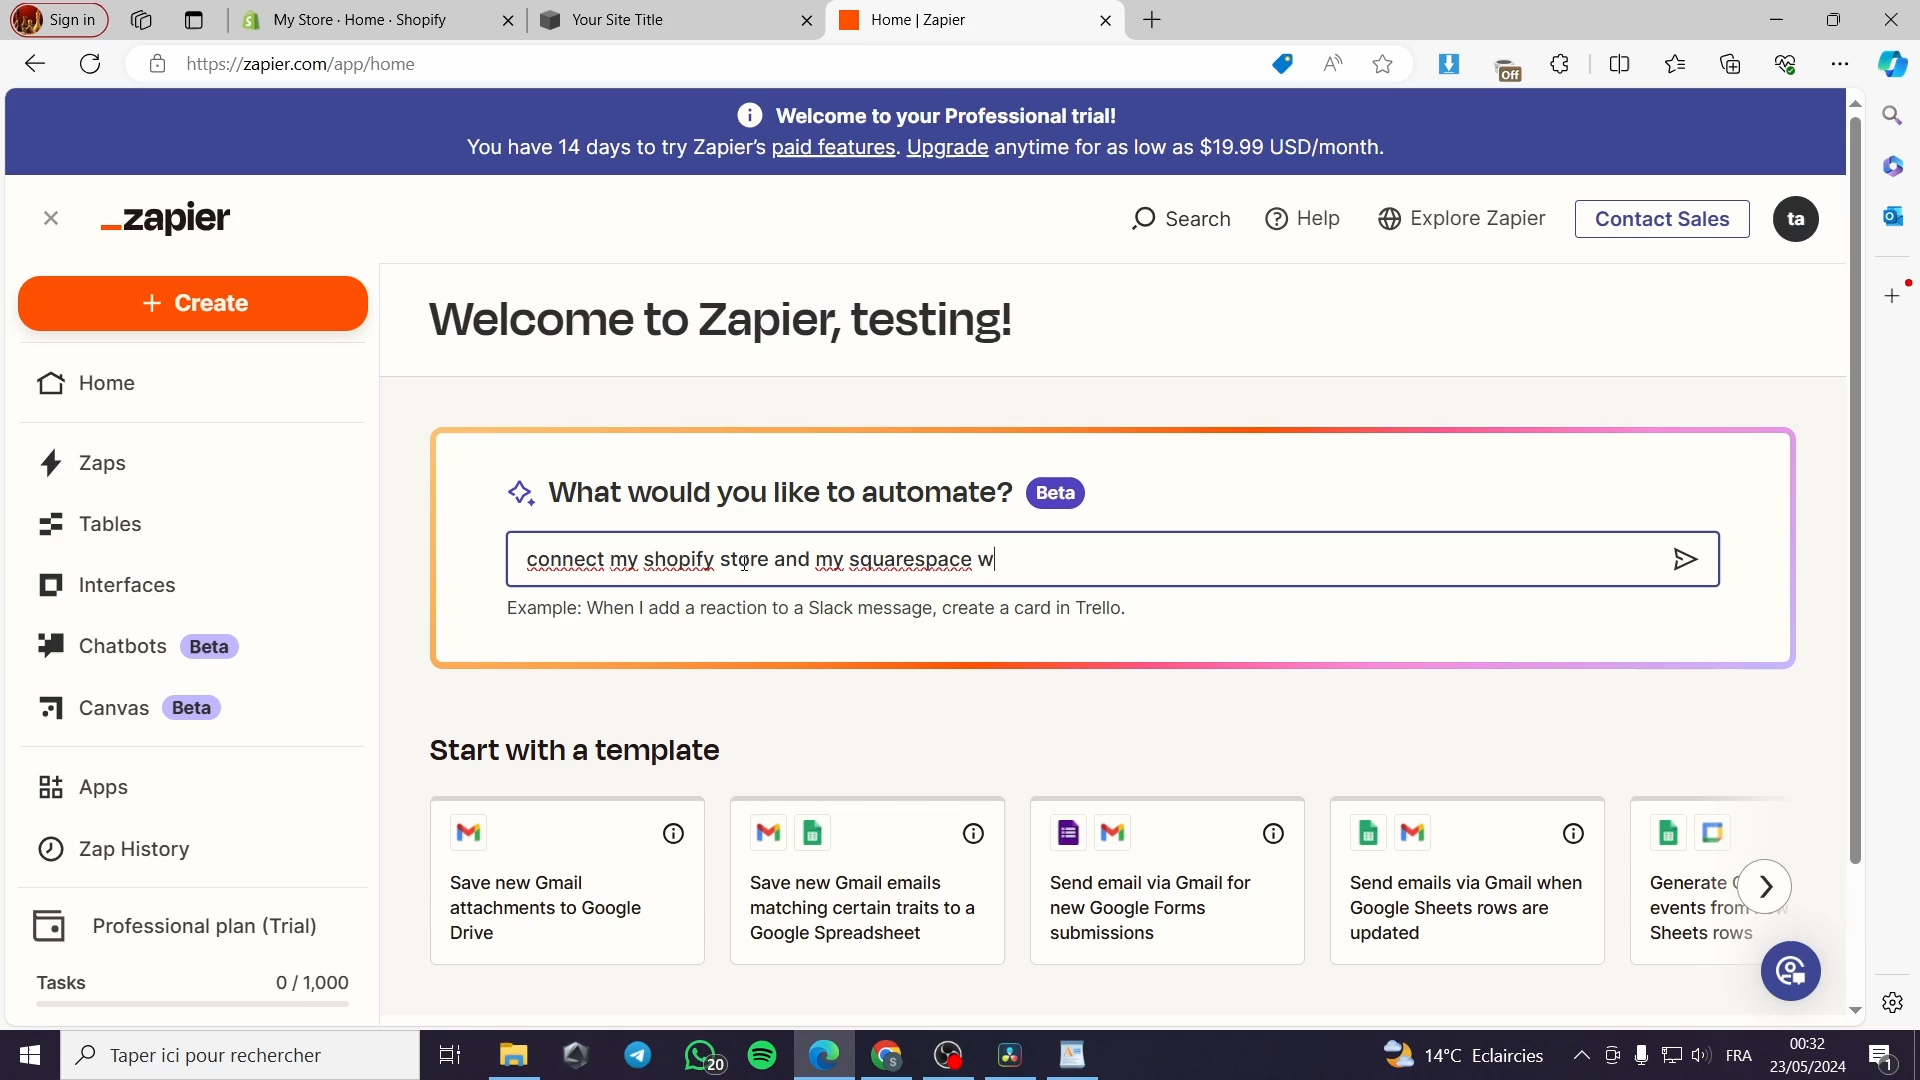 Sign in
My Store · Home · Shopify
Your Site Title
Home | Zapier
https://zapier.com/app/home
Off
Welcome to your Professional trial!
You have 14 days to try Zapier's paid features. Upgrade anytime for as low as $19.99 USD/month.
zapier
Search
Help
Explore Zapier
Contact Sales
ta
+ Create
Welcome to Zapier, testing!
Home
Zaps
Tables
Interfaces
Chatbots Beta
Canvas Beta
Apps
Zap History
Professional plan (Trial)
Tasks 0 / 1,000
What would you like to automate? Beta
connect my shopify store and my squarespace w
Example: When I add a reaction to a Slack message, create a card in Trello.
Start with a template
Save new Gmail
attachments to Google
Drive
Save new Gmail emails
matching certain traits to a
Google Spreadsheet
Send email via Gmail for
new Google Forms
submissions
Send emails via Gmail when
Google Sheets rows are
updated
Generate
events from
Sheets rows
Taper ici pour rechercher
20
14°C Eclaircies
FRA
00:32
23/05/2024
1